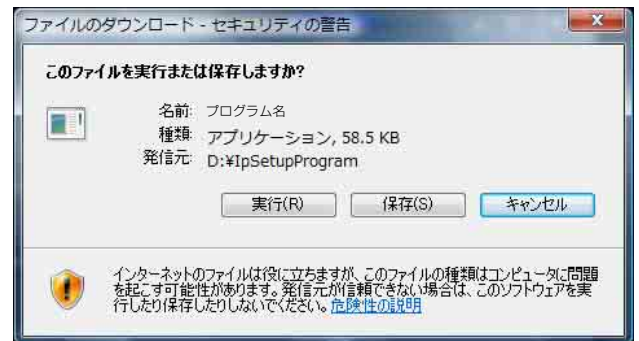 ファイルのダウンロード - セキュリティの警告
このファイルを実行または保存しますか?
名前: プログラム名
種類: アプリケーション, 58.5 KB
発信元: D:¥IpSetupProgram
実行(R) 保存(S) キャンセル
インターネットのファイルは役に立ちますが、このファイルの種類はコンピュータに問題
を起こす可能性があります。発信元が信頼できない場合は、このソフトウェアを実
行したり保存したりしないでください。危険性の説明